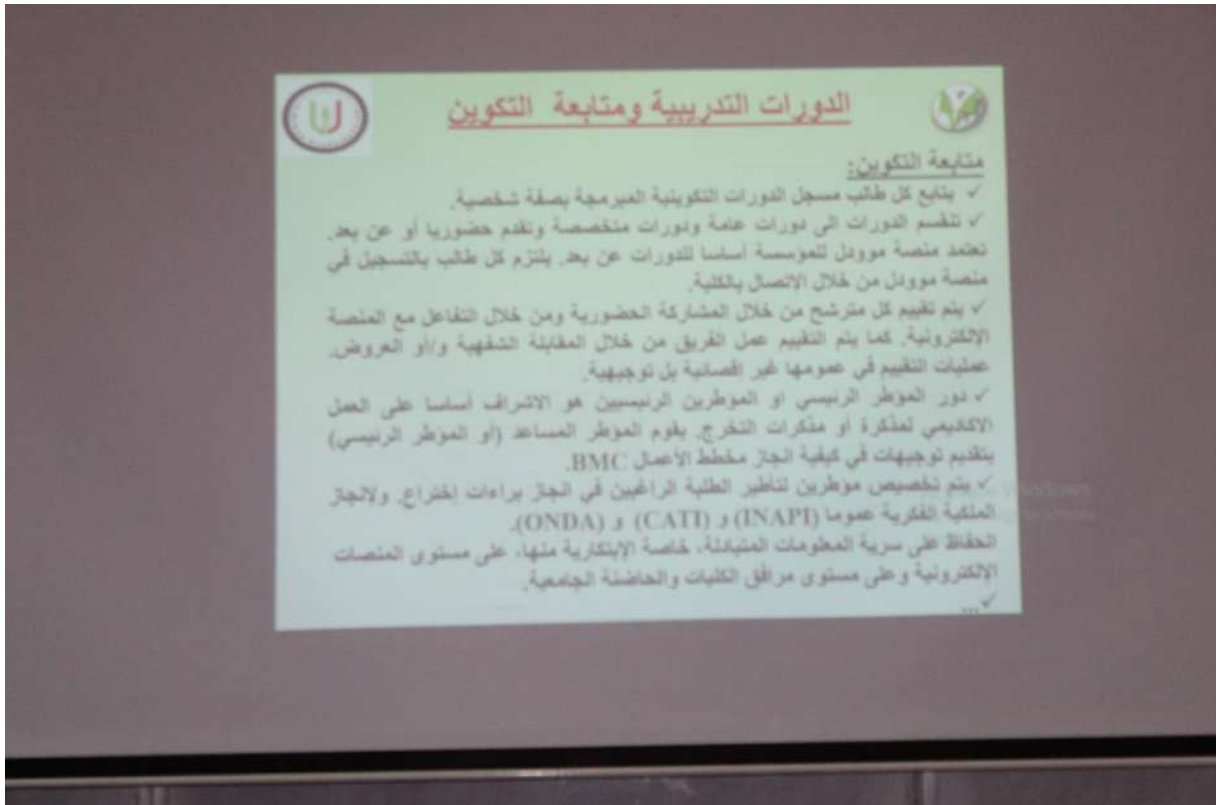 الدورات التدريبية ومتابعة التكوين
متابعة التكوين:
✓ يتابع كل طالب مسجل الدورات التكوينية المبرمجة بصفة شخصية.
✓ تنقسم الدورات الى دورات عامة ودورات متخصصة وتقدم حضوريا أو عن بعد.
تعتمد منصة موودل للمؤسسة أساسا للدورات عن بعد. يلتزم كل طالب بالتسجيل في
منصة موودل من خلال الاتصال بالكلية.
✓ يتم تقييم كل مترشح من خلال المشاركة الحضورية ومن خلال التفاعل مع المنصة
الإلكترونية. كما يتم التقييم عمل الفريق من خلال المقابلة الشفهية و/أو العروض.
عمليات التقييم في عمومها غير إقصائية بل توجيهية.
✓ دور المؤطر الرئيسي او الموطرين الرئيسيين هو الاشراف أساسا على العمل
الاكاديمي لمذكرة أو مذكرات التخرج. يقوم المؤطر المساعد (أو المؤطر الرئيسي)
بتقديم توجيهات في كيفية انجاز مخطط الأعمال BMC.
✓ يتم تخصيص مؤطرين لتأطير الطلبة الراغبين في انجاز براءات إختراع. ولانجاز
الملكية الفكرية عموما (INAPI) و (CATI) و (ONDA).
الحفاظ على سرية المعلومات المتبادلة، خاصة الإبتكارية منها، على مستوى المنصات
الإلكترونية وعلى مستوى مرافق الكليات والحاضنة الجامعية.
✓...
Windows